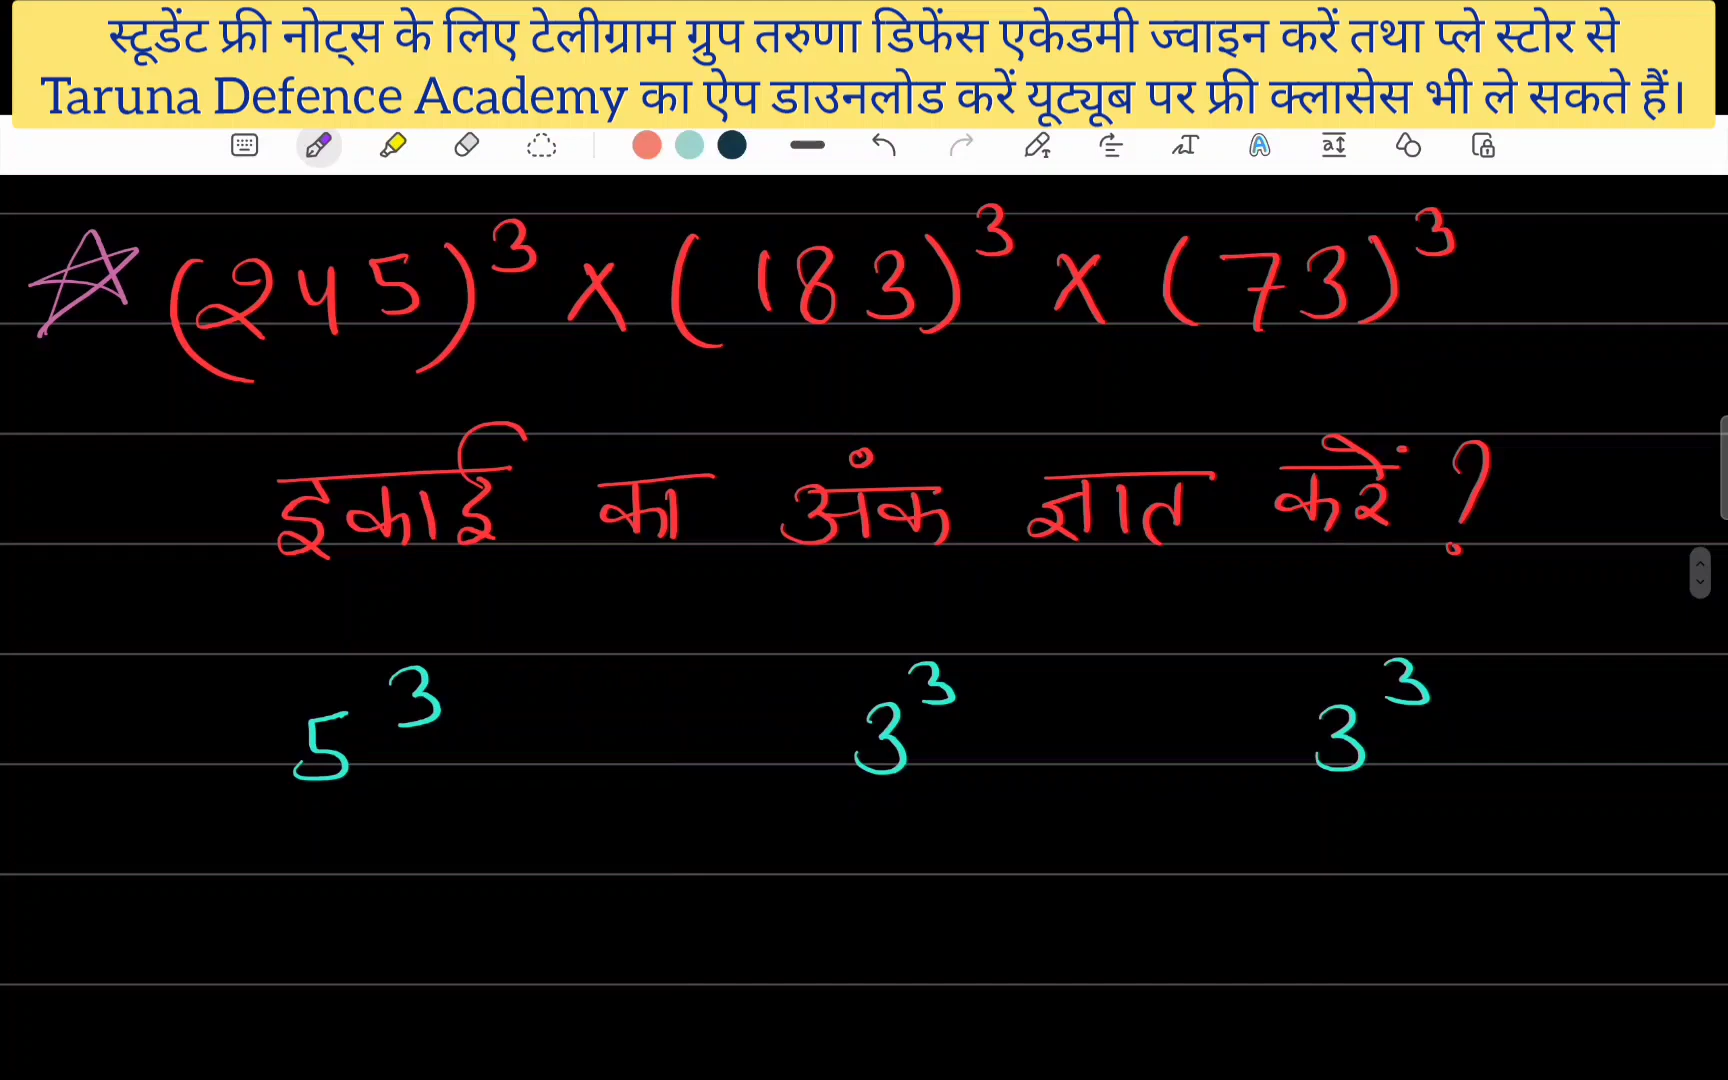 स्टूडेंट फ्री नोट्स के लिए टेलीग्राम ग्रुप तरुणा डिफेंस एकेडमी ज्वाइन करें तथा प्ले स्टोर से
Taruna Defence Academy का ऐप डाउनलोड करें यूट्यूब पर फ्री क्लासेस भी ले सकते हैं।
(245)³ × (183)³ × (73)³
इकाई का अंक ज्ञात करें ?
5³ 3³ 3³